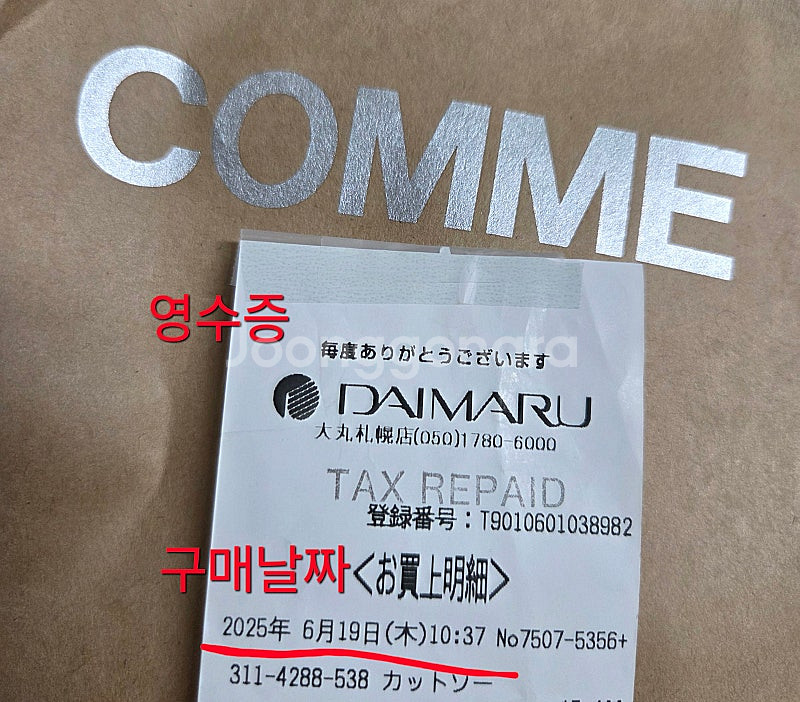 COMME
영수증
Joonggonara
毎度ありがとうございます
DAIMARU
大丸札幌店(050)1780-6000
TAX REPAID
登録番号：T9010601038982
구매날짜
<お買上明細>
2025年 6月19日(木)10:37 No7507-5356+
311-4288-538 カットソー